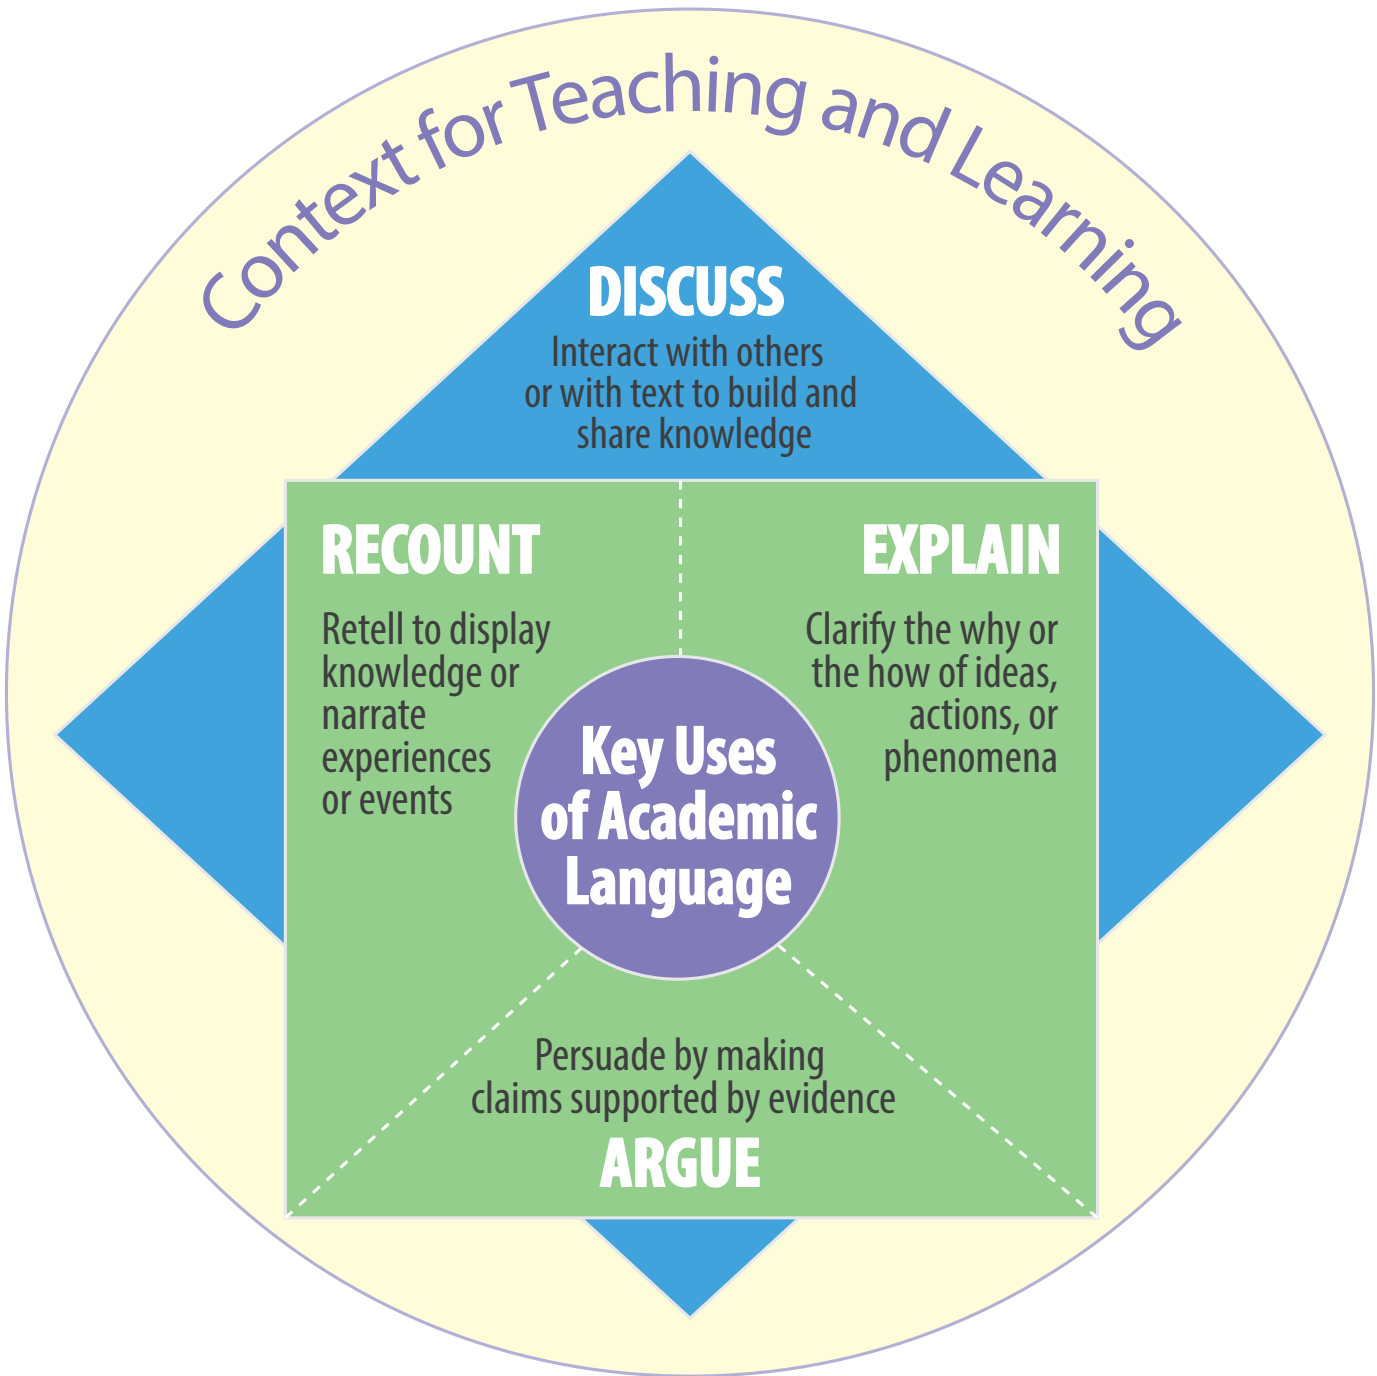 Context for Teaching and Learning
DISCUSS
Interact with others
or with text to build and
share knowledge
RECOUNT
Retell to display
knowledge or
narrate
experiences
or events
EXPLAIN
Clarify the why or
the how of ideas,
actions, or
phenomena
Key Uses
of Academic
Language
Persuade by making
claims supported by evidence
ARGUE